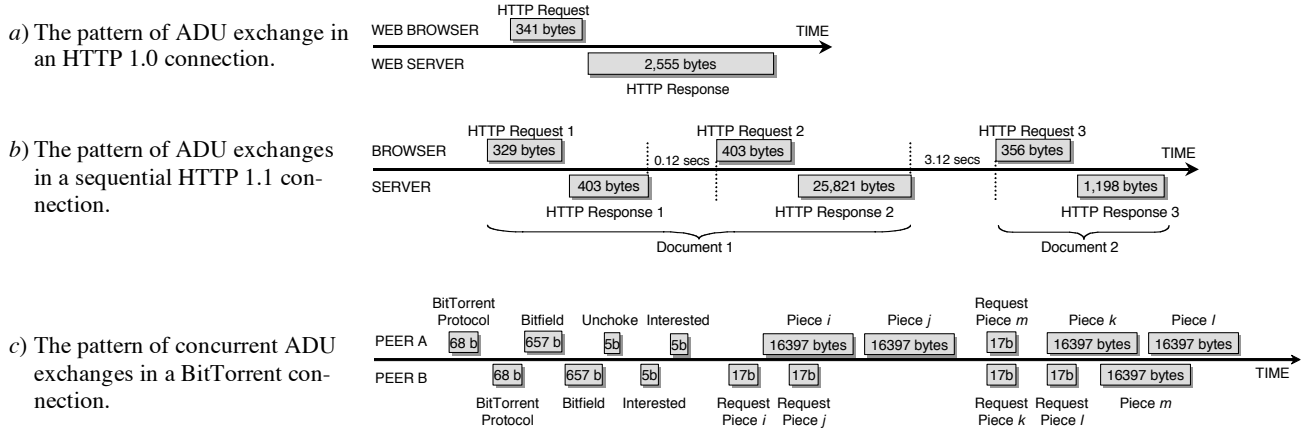 a) The pattern of ADU exchange in
an HTTP 1.0 connection.
HTTP Request
WEB BROWSER
341 bytes
TIME
WEB SERVER
2,555 bytes
HTTP Response
b) The pattern of ADU exchanges
in a sequential HTTP 1.1 con-
nection.
HTTP Request 1
HTTP Request 2
HTTP Request 3
BROWSER
329 bytes
403 bytes
356 bytes
0.12 secs
3.12 secs
TIME
SERVER
403 bytes
25,821 bytes
1,198 bytes
HTTP Response 1
HTTP Response 2
HTTP Response 3
Document 1
Document 2
c) The pattern of concurrent ADU
exchanges in a BitTorrent con-
nection.
BitTorrent
Protocol
Bitfield
Unchoke
Interested
Piece i
Piece j
Request
Piece m
Piece k
Piece l
PEER A
68 b
657 b
5b
5b
16397 bytes
16397 bytes
17b
16397 bytes
16397 bytes
PEER B
68 b
657 b
5b
17b
17b
17b
17b
16397 bytes
TIME
BitTorrent
Protocol
Bitfield
Interested
Request
Piece i
Request
Piece j
Request
Piece k
Request
Piece l
Piece m